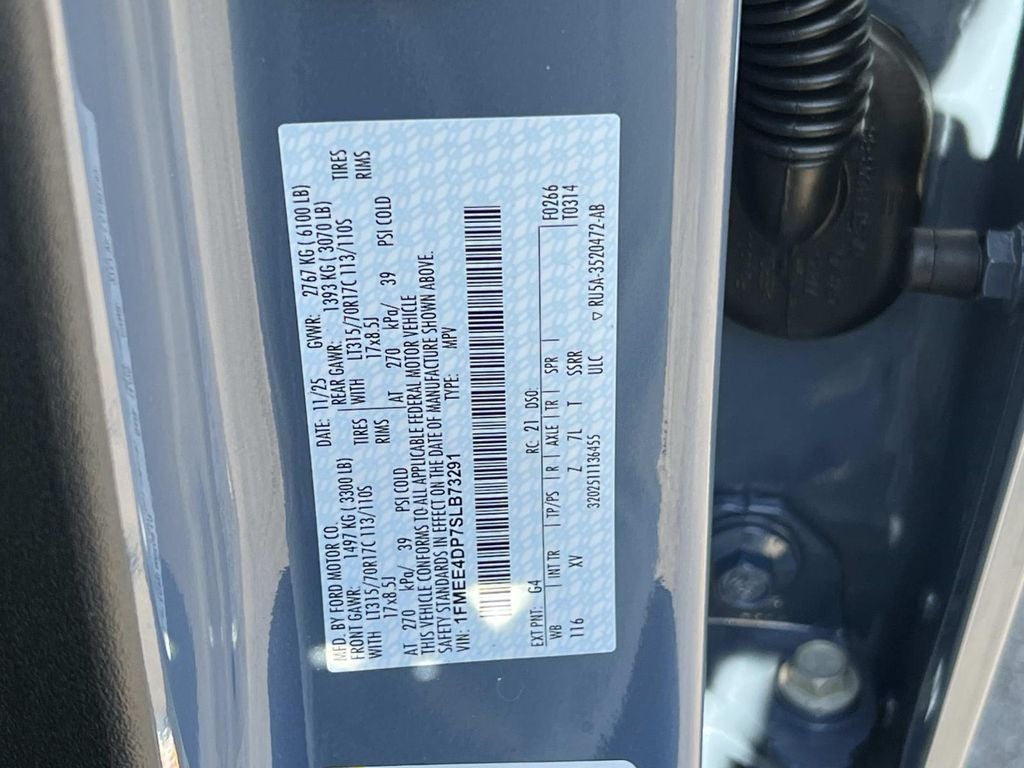 MFD. BY FORD MOTOR CO.
DATE: 11/25 GVWR: 2767 KG ( 6100 LB)
FRONT GAWR: 1497 KG ( 3300 LB) REAR GAWR: 1393 KG ( 3070 LB)
WITH LT315/70R17C 113/110S TIRES WITH LT315/70R17C 113/110S TIRES
17x8.5J RIMS 17x8.5J RIMS
AT 270 kPa/ 39 PSI COLD AT 270 kPa/ 39 PSI COLD
THIS VEHICLE CONFORMS TO ALL APPLICABLE FEDERAL MOTOR VEHICLE
SAFETY STANDARDS IN EFFECT ON THE DATE OF MANUFACTURE SHOWN ABOVE.
VIN: 1FMEE4DP7SLB73291 TYPE: MPV
EXT PNT: G4 RC: 21 DSO: F0266
WB INT TR TP/PS R AXLE TR SPR T0314
116 XV Z 7L T SSRR
3202511136455 ULC
RU5A-3520472-AB